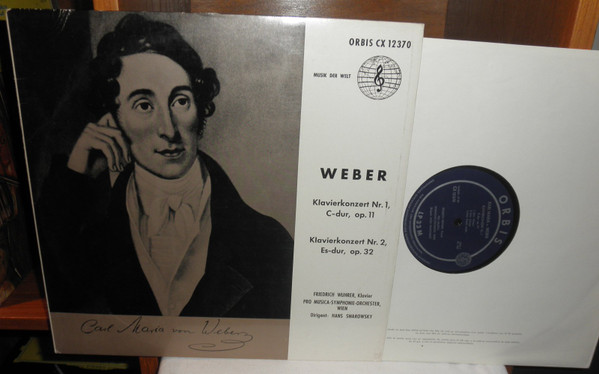 ORBIS CX 12370
MUSIK DER WELT
WEBER
Klavierkonzert Nr. 1,
C-dur, op. 11
Klavierkonzert Nr. 2,
Es-dur, op. 32
FRIEDRICH WUHRER, Klavier
PRO MUSICA-SYMPHONIE-ORCHESTER,
WIEN
Dirigent: HANS SWAROWSKY
Carl Maria von Weber
ORBIS